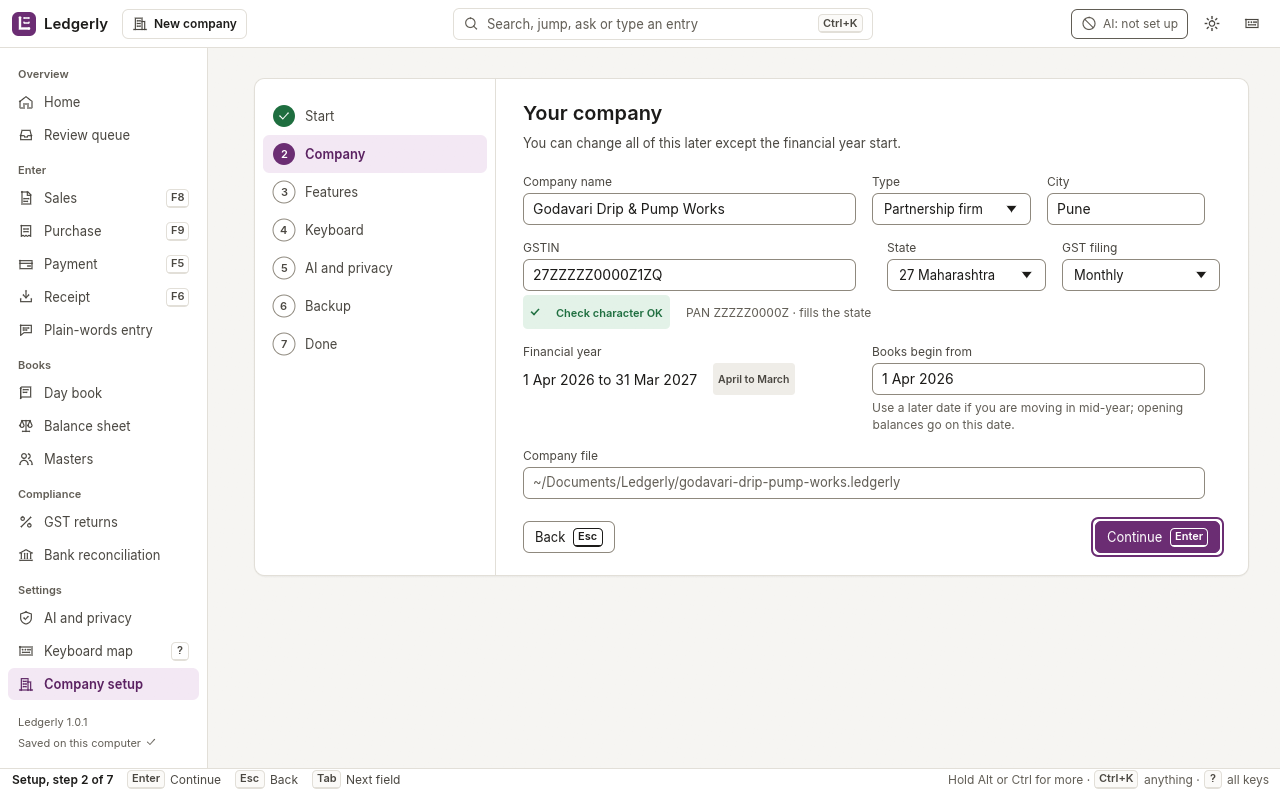 Ledgerly
New company
Search, jump, ask or type an entry
Ctrl+K
AI: not set up
Overview
Home
Review queue
Enter
Sales F8
Purchase F9
Payment F5
Receipt F6
Plain-words entry
Books
Day book
Balance sheet
Masters
Compliance
GST returns
Bank reconciliation
Settings
AI and privacy
Keyboard map ?
Company setup
Ledgerly 1.0.1
Saved on this computer
Start
2 Company
3 Features
4 Keyboard
5 AI and privacy
6 Backup
7 Done
Your company
You can change all of this later except the financial year start.
Company name Type City
Godavari Drip & Pump Works Partnership firm Pune
GSTIN State GST filing
27ZZZZZ0000Z1ZQ 27 Maharashtra Monthly
Check character OK PAN ZZZZZ0000Z · fills the state
Financial year Books begin from
1 Apr 2026 to 31 Mar 2027 April to March 1 Apr 2026
Use a later date if you are moving in mid-year; opening
balances go on this date.
Company file
~/Documents/Ledgerly/godavari-drip-pump-works.ledgerly
Back Esc Continue Enter
Setup, step 2 of 7 Enter Continue Esc Back Tab Next field Hold Alt or Ctrl for more · Ctrl+K anything · ? all keys